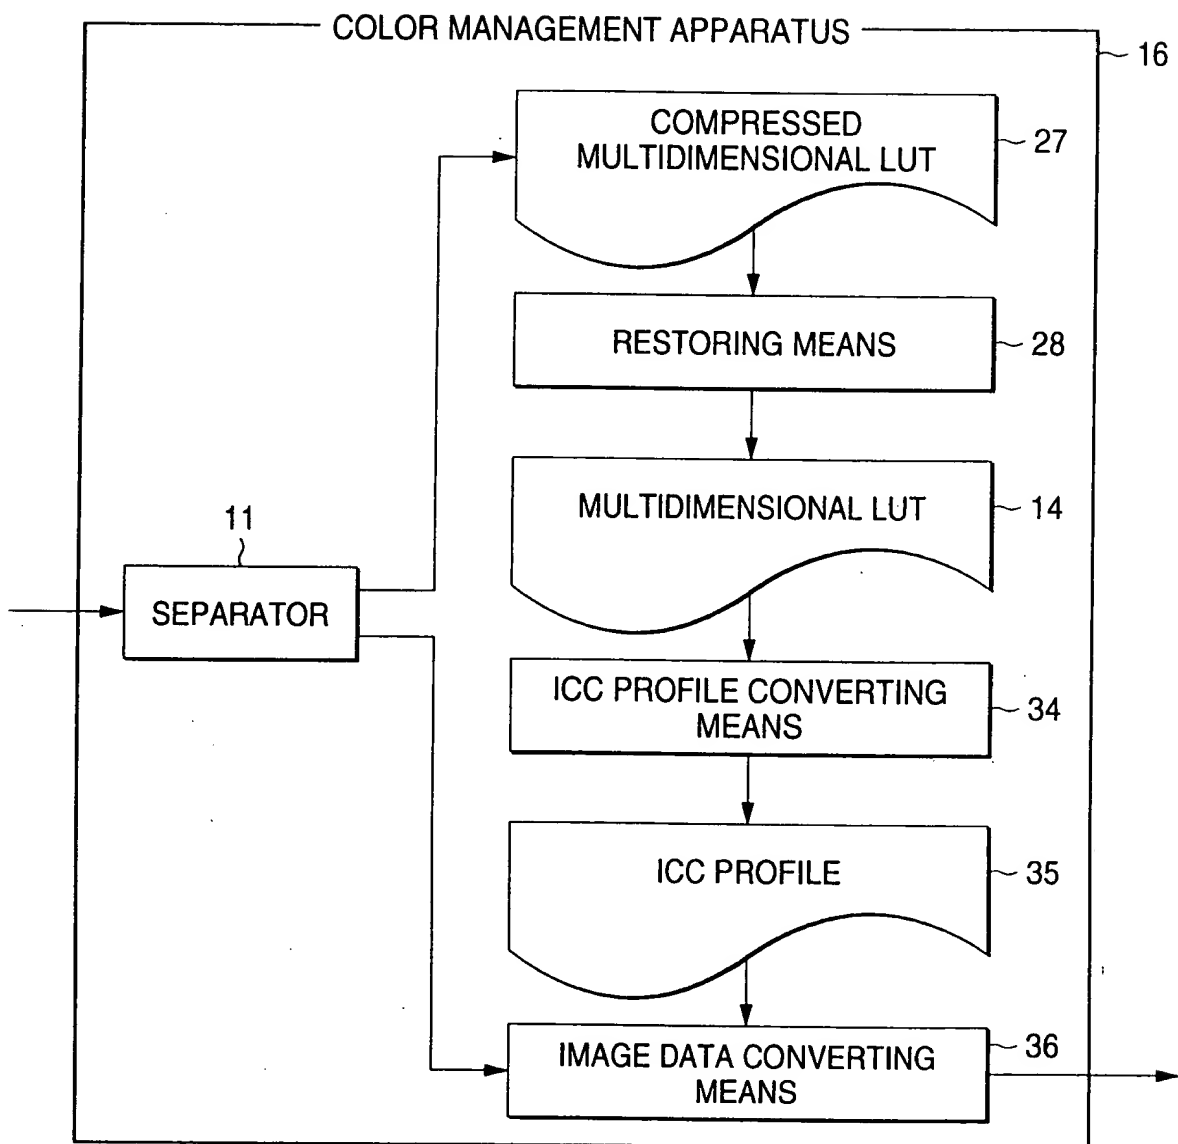 COLOR MANAGEMENT APPARATUS
16
COMPRESSED
MULTIDIMENSIONAL LUT
27
RESTORING MEANS
28
MULTIDIMENSIONAL LUT
14
11
SEPARATOR
ICC PROFILE CONVERTING
MEANS
34
ICC PROFILE
35
IMAGE DATA CONVERTING
MEANS
36